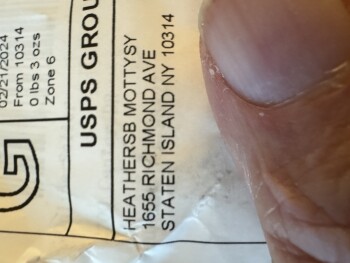 02/21/2024
From 10314
0 lbs 3 ozs
Zone 6
G
USPS GROU
HEATHERSB MOTTYSY
1655 RICHMOND AVE
STATEN ISLAND NY 10314